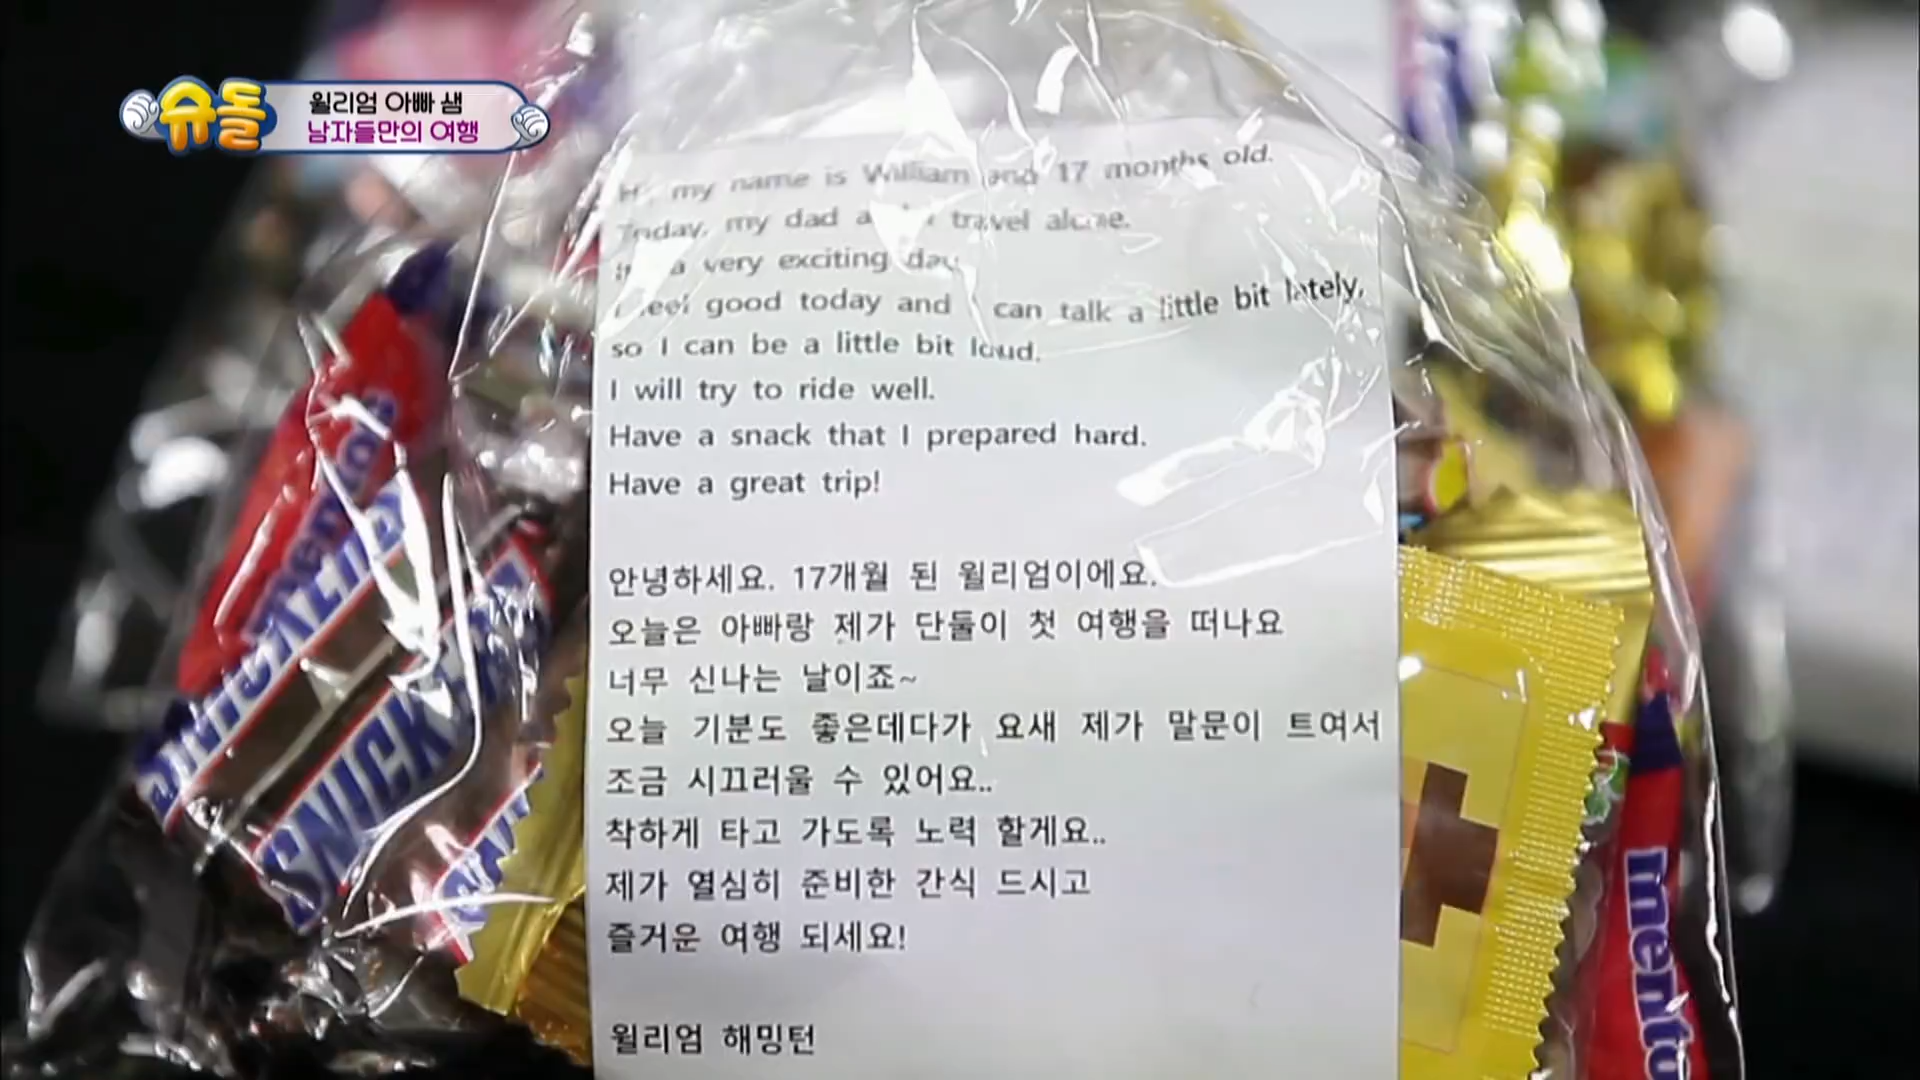 슈돌
윌리엄 아빠 샘
남자들만의 여행
Hi, my name is William and 17 months old.
Today, my dad travel alone.
a very exciting day
I feel good today and I can talk a little bit lately,
so I can be a little bit loud.
I will try to ride well.
Have a snack that I prepared hard.
Have a great trip!
안녕하세요. 17개월 된 윌리엄이에요.
오늘은 아빠랑 제가 단둘이 첫 여행을 떠나요
너무 신나는 날이죠~
오늘 기분도 좋은데다가 요새 제가 말문이 트여서
조금 시끄러울 수 있어요..
착하게 타고 가도록 노력 할게요..
제가 열심히 준비한 간식 드시고
즐거운 여행 되세요!
윌리엄 해밍턴
mentos
SNICKERS
SNICK
mento